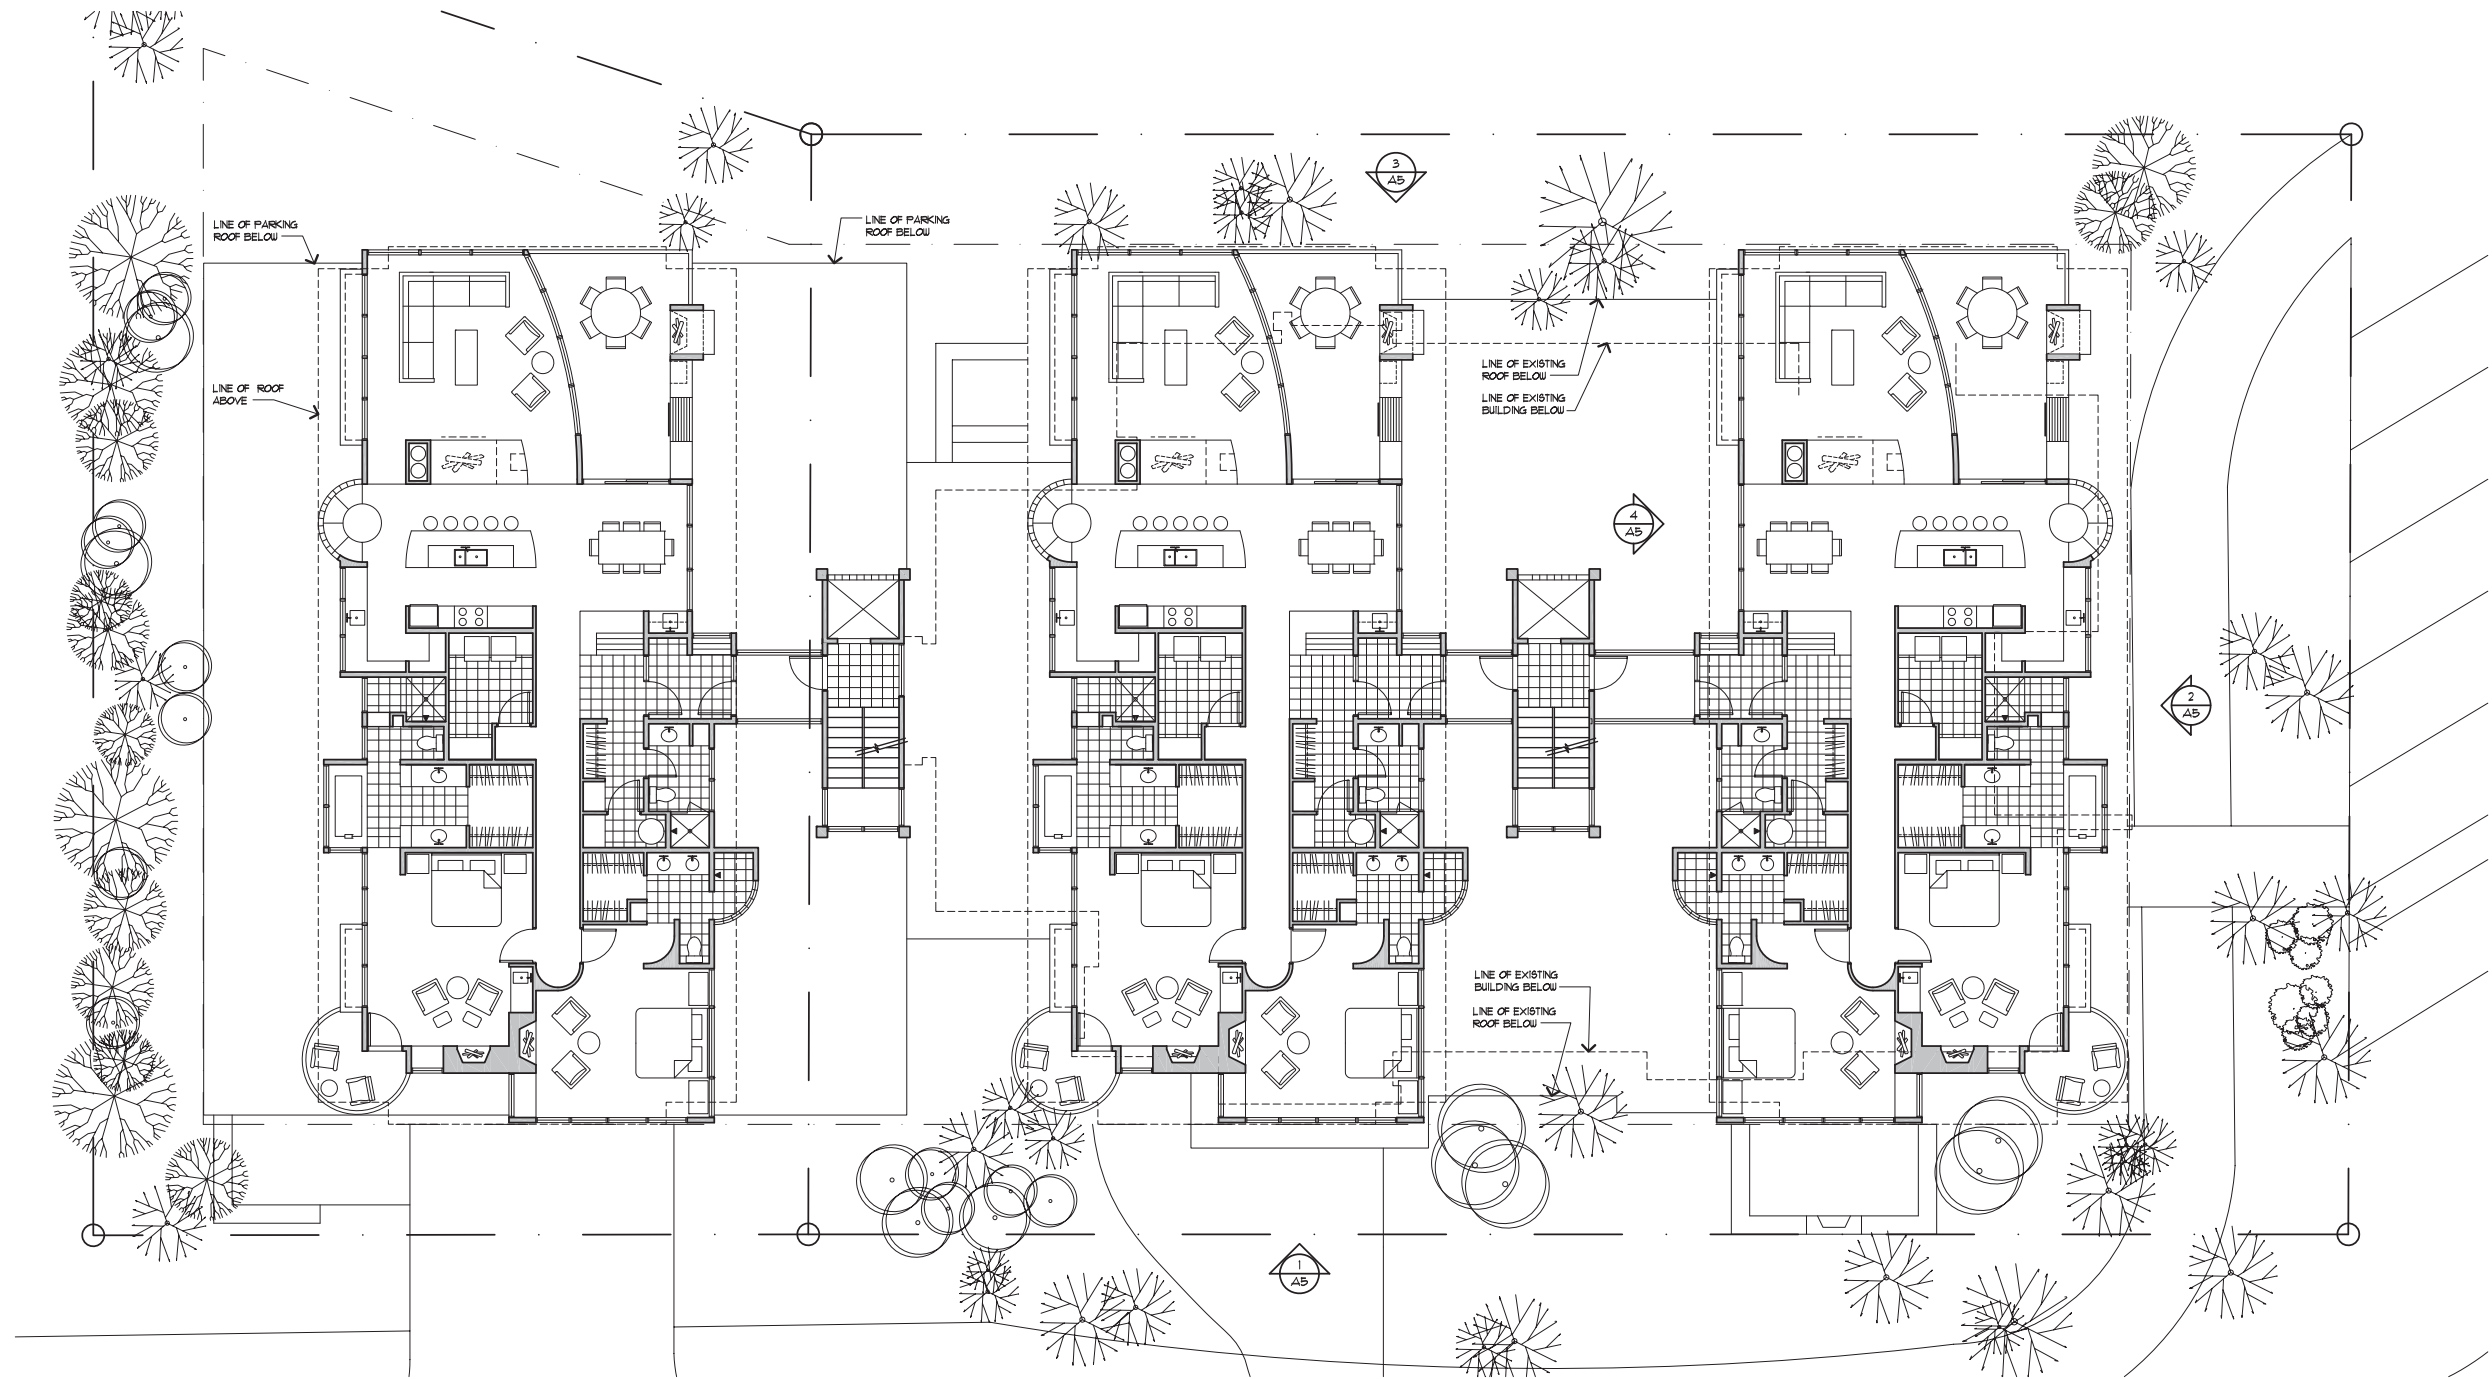 3
A5
LINE OF PARKING
ROOF BELOW
LINE OF PARKING
ROOF BELOW
LINE OF EXISTING
ROOF BELOW
LINE OF EXISTING
BUILDING BELOW
LINE OF ROOF
ABOVE
4
A5
2
A5
LINE OF EXISTING
BUILDING BELOW
LINE OF EXISTING
ROOF BELOW
1
A5